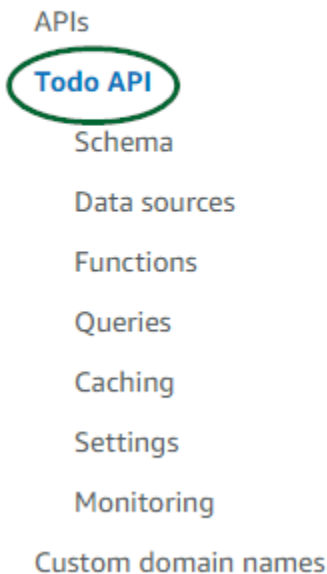 APIs
Todo API
Schema
Data sources
Functions
Queries
Caching
Settings
Monitoring
Custom domain names